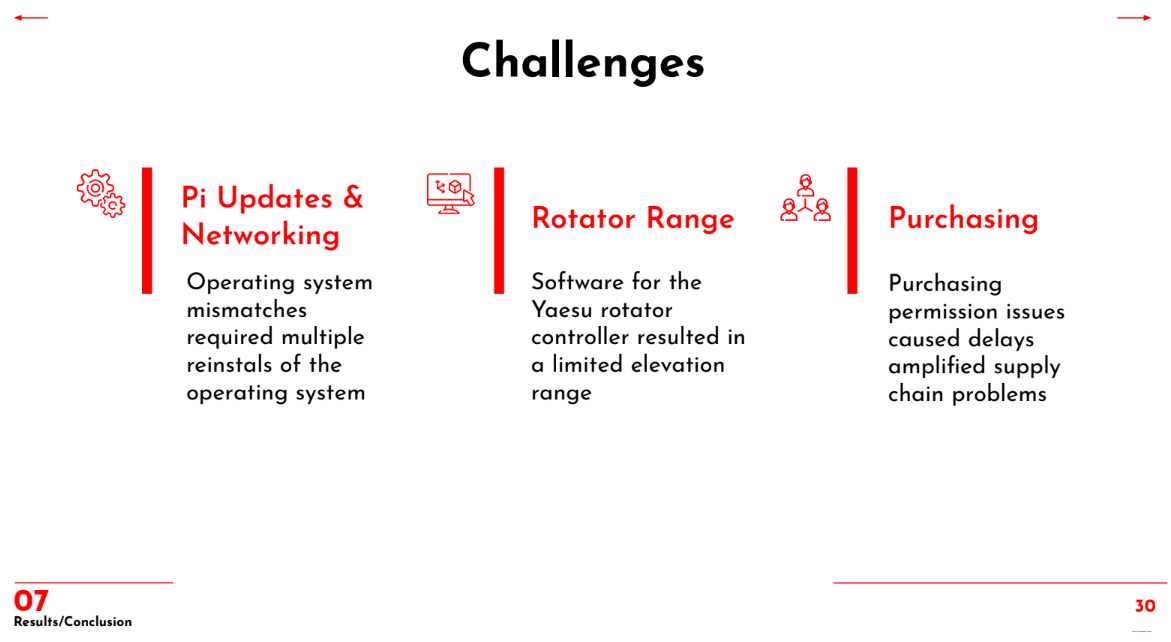 Challenges
Pi Updates &
Networking
Operating system
mismatches
required multiple
reinstals of the
operating system
Rotator Range
Software for the
Yaesu rotator
controller resulted in
a limited elevation
range
Purchasing
Purchasing
permission issues
caused delays
amplified supply
chain problems
07
Results/Conclusion
30